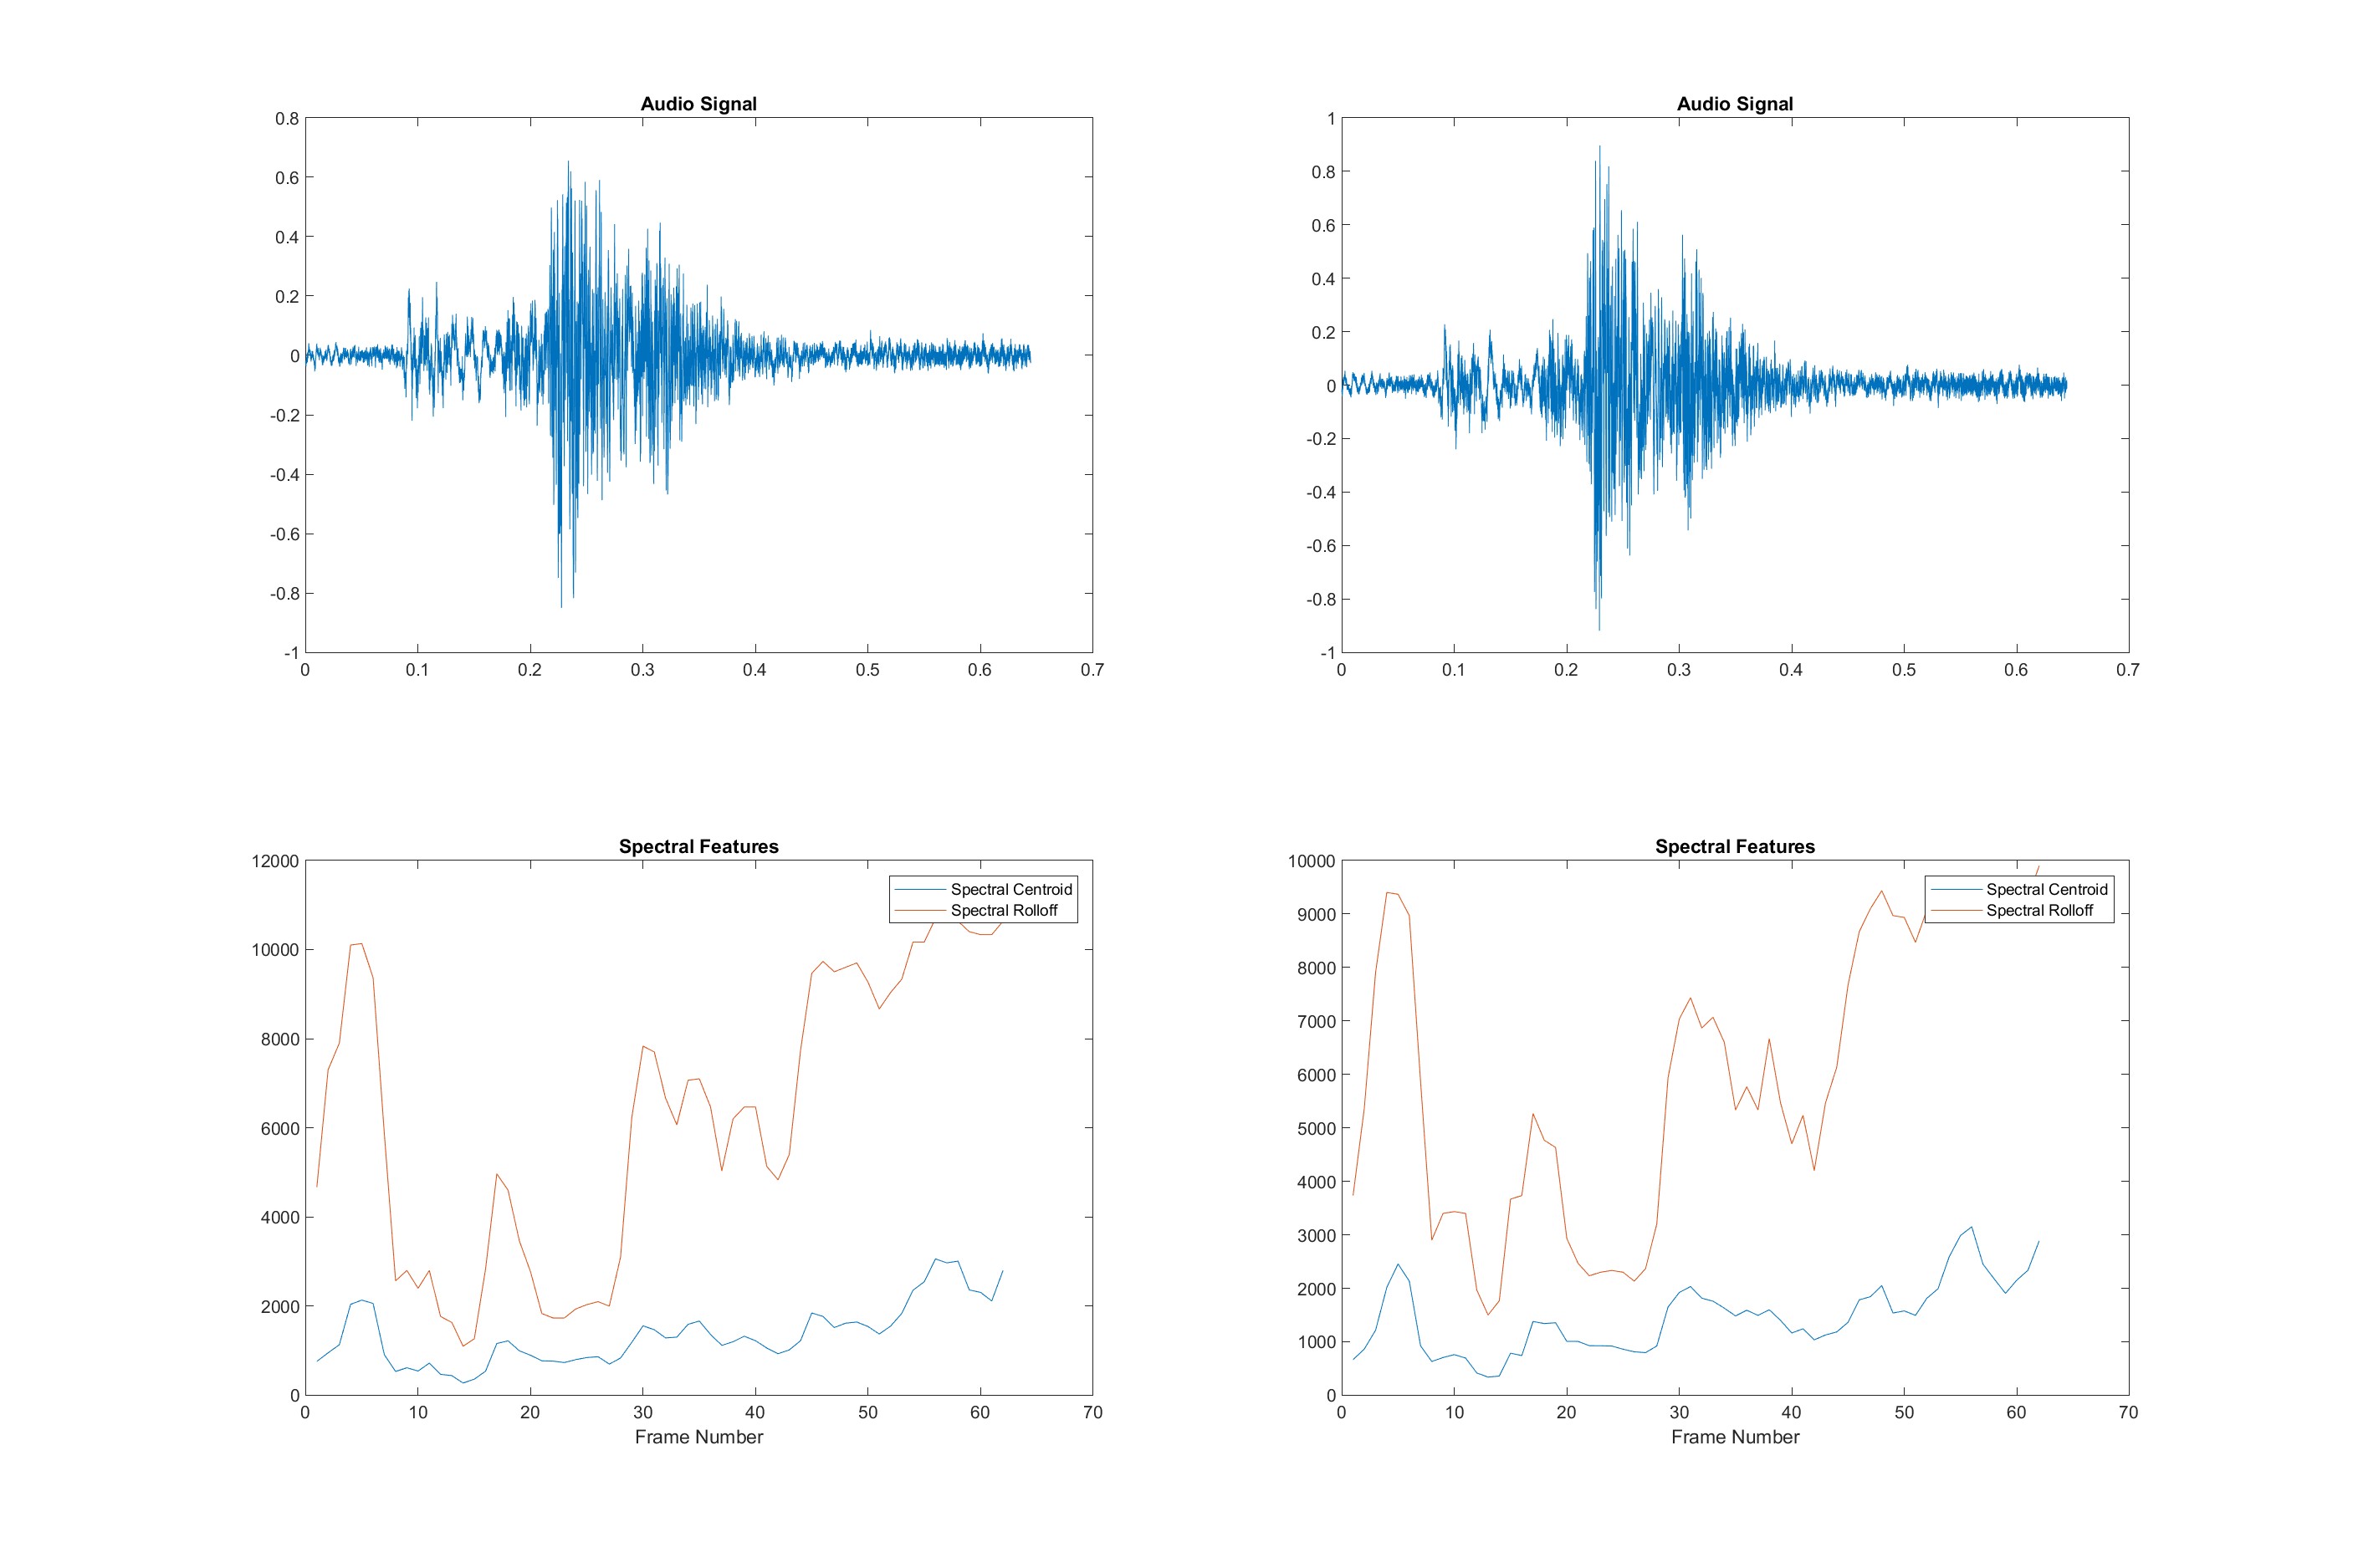 Audio Signal
0.8
0.6
0.4
0.2
0
-0.2
-0.4
-0.6
-0.8
-1
0 0.1 0.2 0.3 0.4 0.5 0.6 0.7
Audio Signal
1
0.8
0.6
0.4
0.2
0
-0.2
-0.4
-0.6
-0.8
-1
0 0.1 0.2 0.3 0.4 0.5 0.6 0.7
Spectral Features
12000
10000
8000
6000
4000
2000
0
Spectral Centroid
Spectral Rolloff
0 10 20 30 40 50 60 70
Frame Number
Spectral Features
10000
9000
8000
7000
6000
5000
4000
3000
2000
1000
0
Spectral Centroid
Spectral Rolloff
0 10 20 30 40 50 60 70
Frame Number